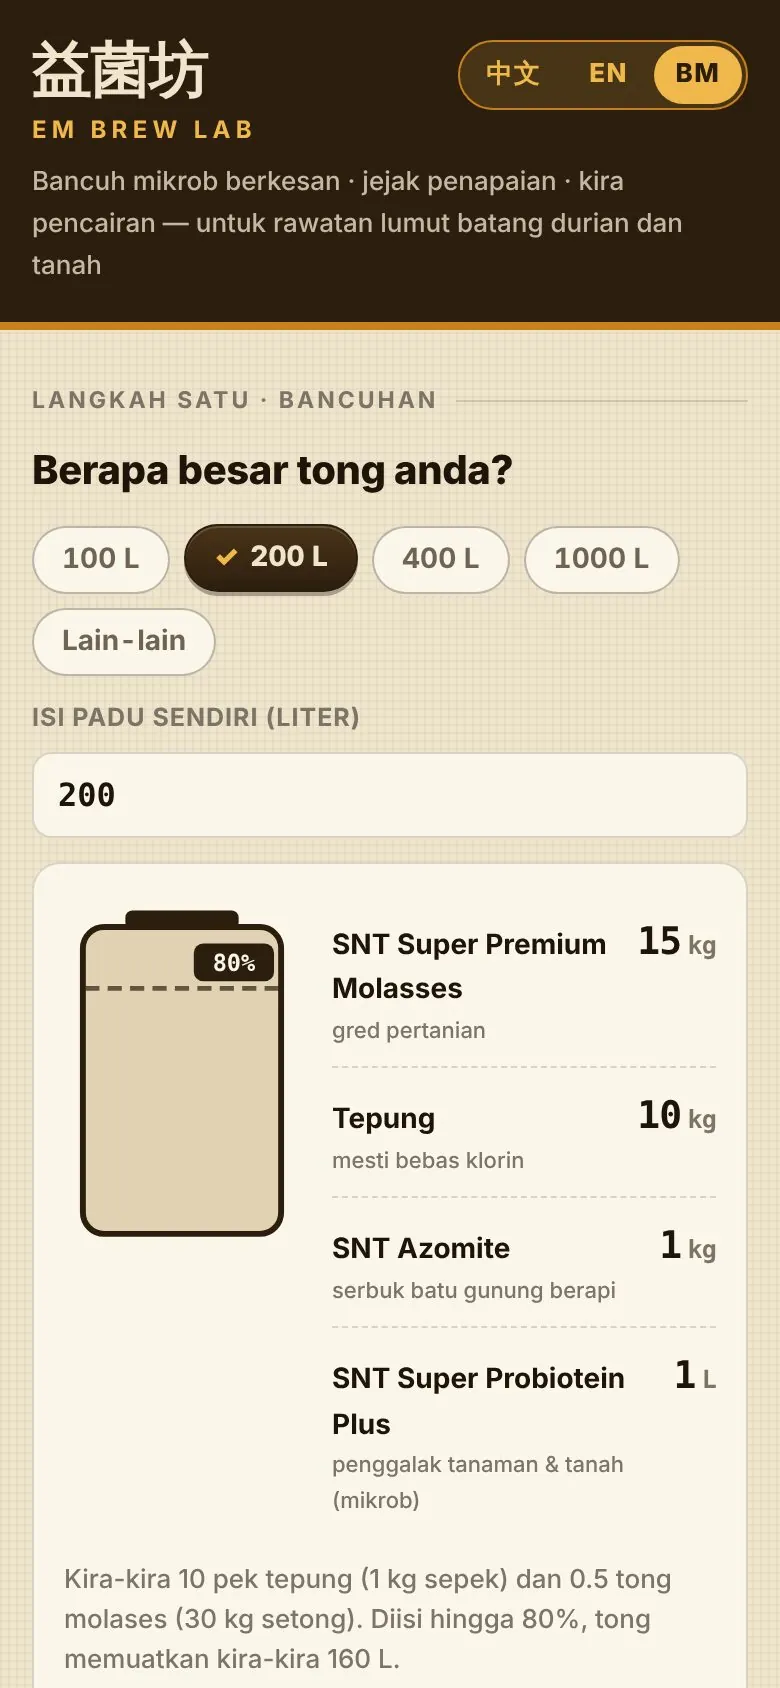 益菌坊
中文 EN BM
EM BREW LAB
Bancuh mikrob berkesan · jejak penapaian · kira
pencairan — untuk rawatan lumut batang durian dan
tanah
LANGKAH SATU · BANCUHAN
Berapa besar tong anda?
100 L ✓ 200 L 400 L 1000 L
Lain-lain
ISI PADU SENDIRI (LITER)
200
80%
SNT Super Premium 15 kg
Molasses
gred pertanian
Tepung 10 kg
mesti bebas klorin
SNT Azomite 1 kg
serbuk batu gunung berapi
SNT Super Probiotein 1 L
Plus
penggalak tanaman & tanah
(mikrob)
Kira-kira 10 pek tepung (1 kg sepek) dan 0.5 tong
molases (30 kg setong). Diisi hingga 80%, tong
memuatkan kira-kira 160 L.